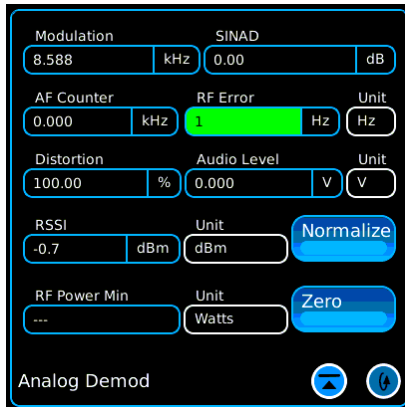 Modulation SINAD
8.588 kHz 0.00 dB
AF Counter RF Error Unit
0.000 kHz 1 Hz Hz
Distortion Audio Level Unit
100.00 % 0.000 V V
RSSI Unit
-0.7 dBm dBm Normalize
RF Power Min Unit
--- Watts Zero
Analog Demod